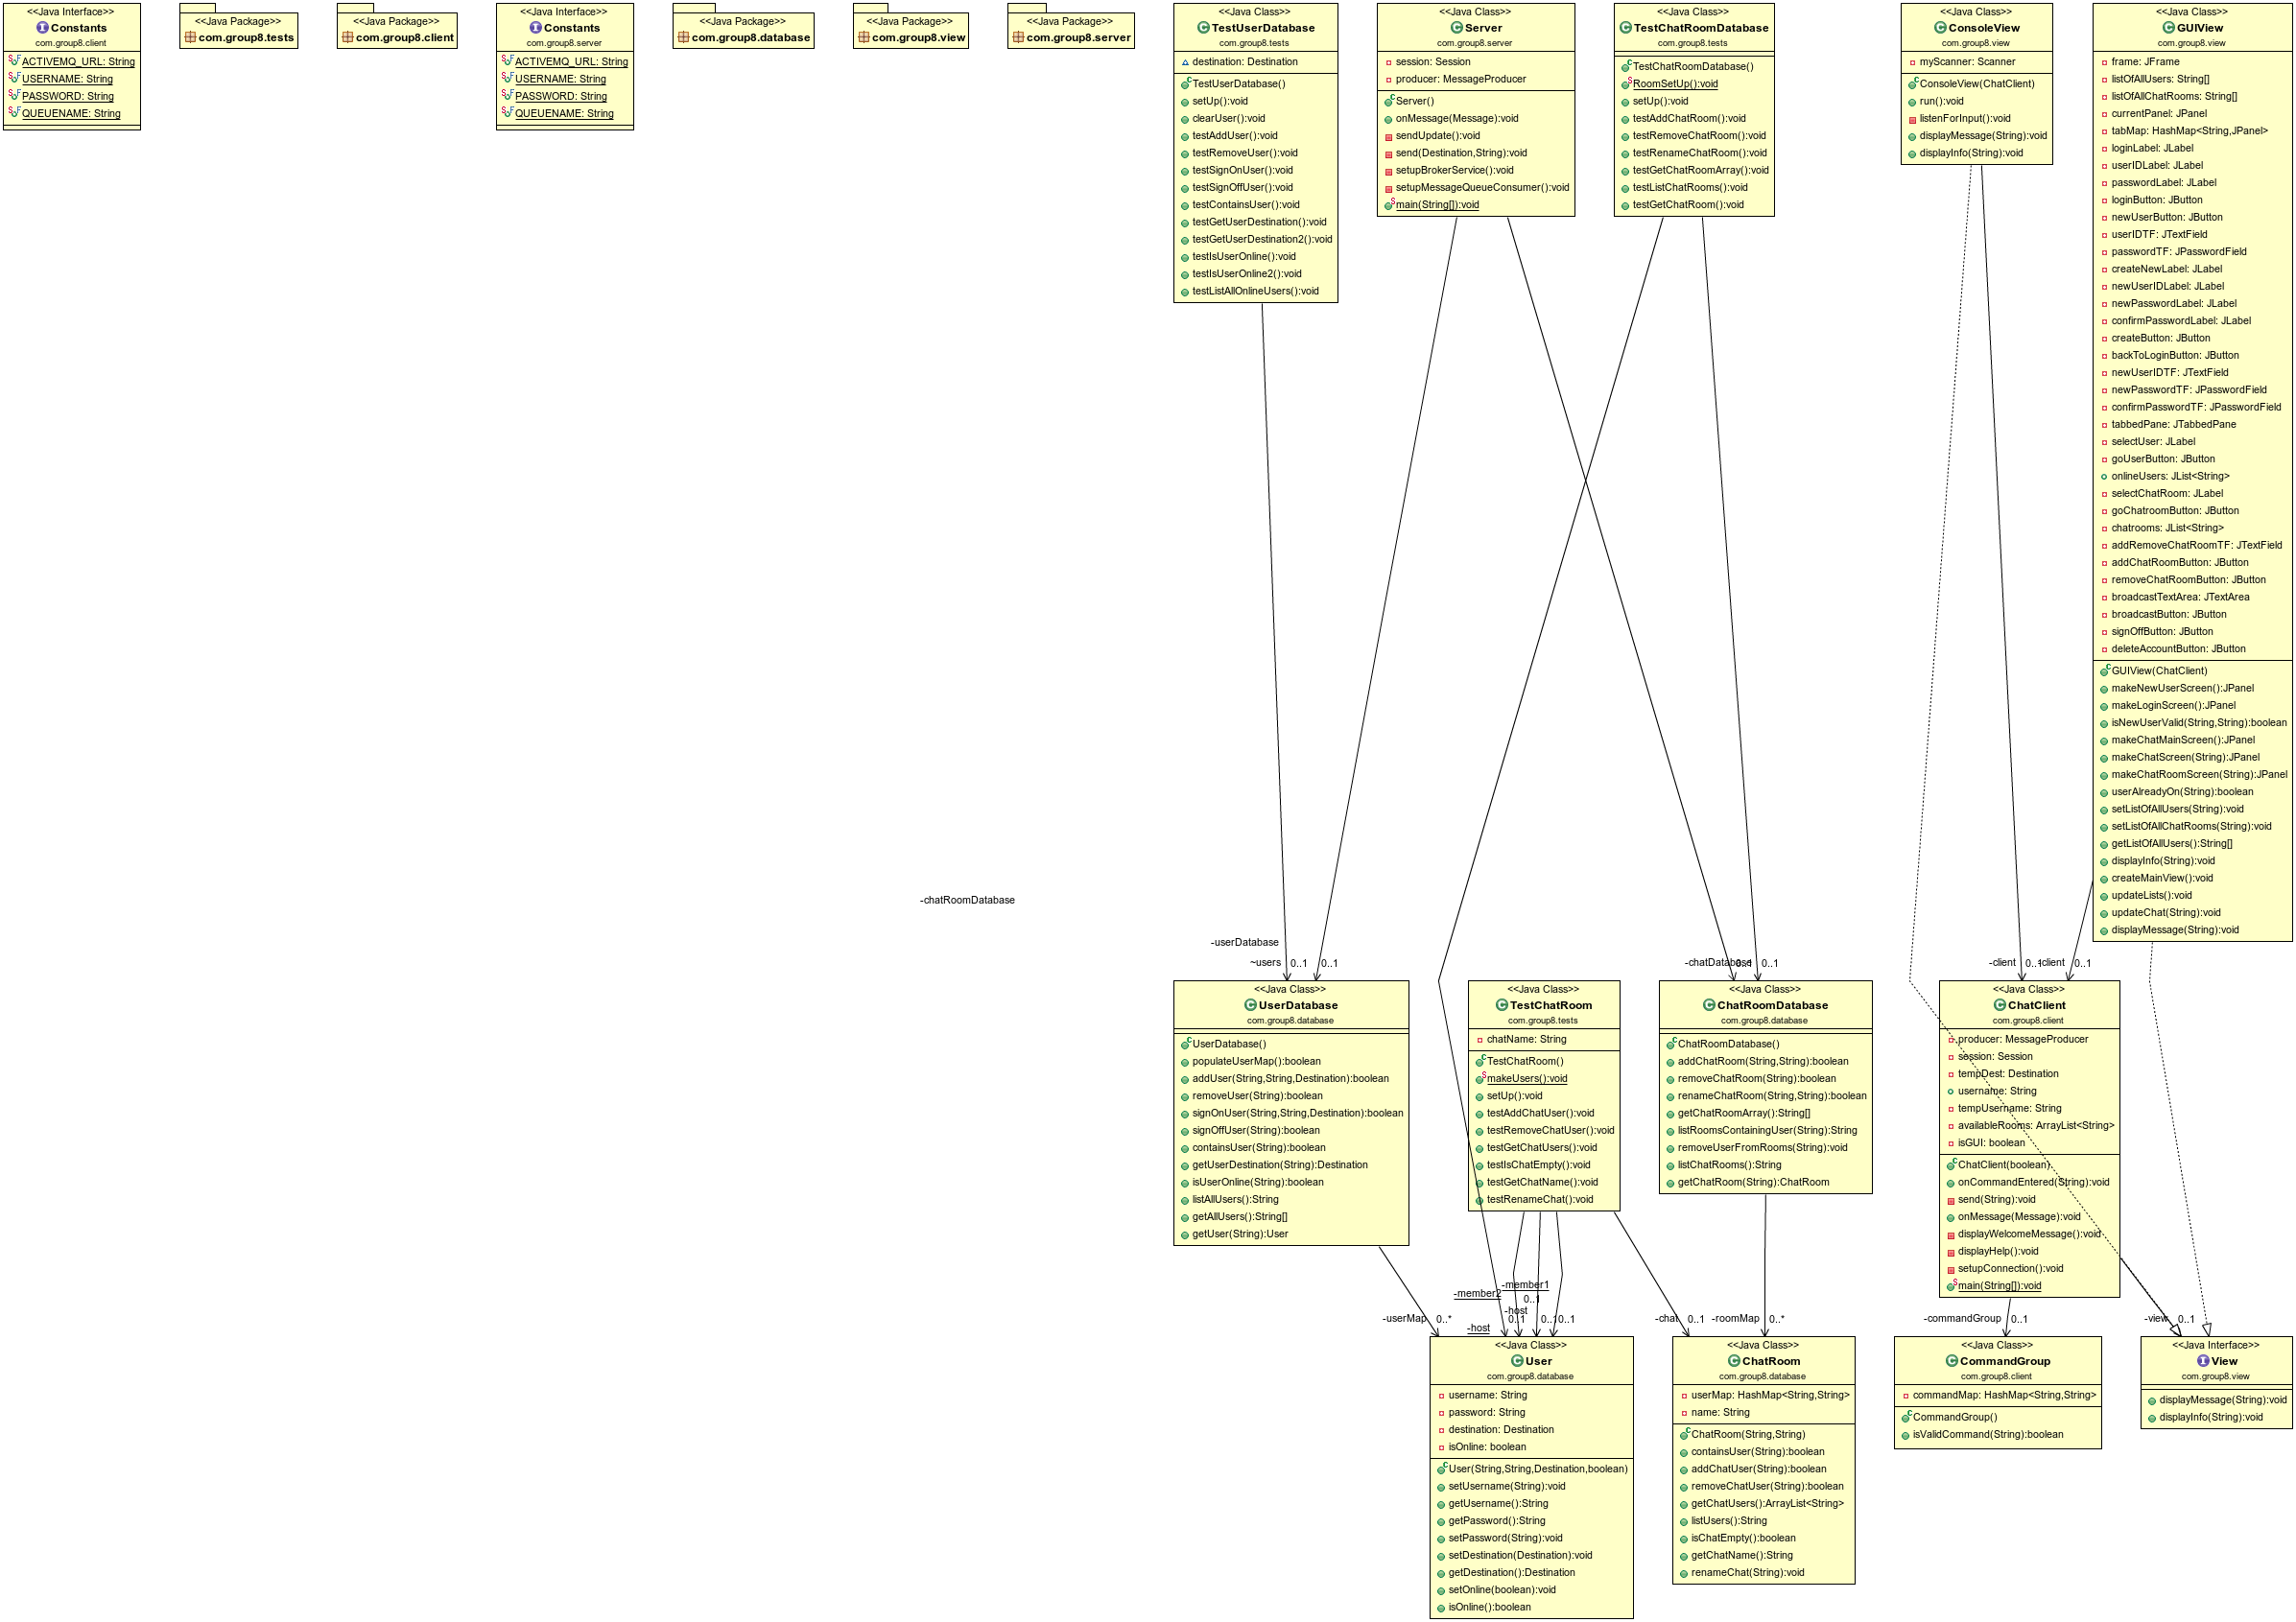 <<Java Interface>>
Constants
com.group8.client
ACTIVEMQ_URL: String
USERNAME: String
PASSWORD: String
QUEUENAME: String
<<Java Package>>
com.group8.tests
<<Java Package>>
com.group8.client
<<Java Interface>>
Constants
com.group8.server
ACTIVEMQ_URL: String
USERNAME: String
PASSWORD: String
QUEUENAME: String
<<Java Package>>
com.group8.database
<<Java Package>>
com.group8.view
<<Java Package>>
com.group8.server
<<Java Class>>
TestUserDatabase
com.group8.tests
destination: Destination
TestUserDatabase()
setUp():void
clearUser():void
testAddUser():void
testRemoveUser():void
testSignOnUser():void
testSignOffUser():void
testContainsUser():void
testGetUserDestination():void
testGetUserDestination2():void
testIsUserOnline():void
testIsUserOnline2():void
testListAllOnlineUsers():void
<<Java Class>>
Server
com.group8.server
session: Session
producer: MessageProducer
Server()
onMessage(Message):void
sendUpdate():void
send(Destination,String):void
setupBrokerService():void
setupMessageQueueConsumer():void
main(String[]):void
<<Java Class>>
TestChatRoomDatabase
com.group8.tests
TestChatRoomDatabase()
RoomSetUp():void
setUp():void
testAddChatRoom():void
testRemoveChatRoom():void
testRenameChatRoom():void
testGetChatRoomArray():void
testListChatRooms():void
testGetChatRoom():void
<<Java Class>>
ConsoleView
com.group8.view
myScanner: Scanner
ConsoleView(ChatClient)
run():void
listenForInput():void
displayMessage(String):void
displayInfo(String):void
<<Java Class>>
GUIView
com.group8.view
frame: JFrame
listOfAllUsers: String[]
listOfAllChatRooms: String[]
currentPanel: JPanel
tabMap: HashMap<String,JPanel>
loginLabel: JLabel
userIDLabel: JLabel
passwordLabel: JLabel
loginButton: JButton
newUserButton: JButton
userIDTF: JTextField
passwordTF: JPasswordField
createNewLabel: JLabel
newUserIDLabel: JLabel
newPasswordLabel: JLabel
confirmPasswordLabel: JLabel
createButton: JButton
backToLoginButton: JButton
newUserIDTF: JTextField
newPasswordTF: JPasswordField
confirmPasswordTF: JPasswordField
tabbedPane: JTabbedPane
selectUser: JLabel
goUserButton: JButton
onlineUsers: JList<String>
selectChatRoom: JLabel
goChatroomButton: JButton
chatrooms: JList<String>
addRemoveChatRoomTF: JTextField
addChatRoomButton: JButton
removeChatRoomButton: JButton
broadcastTextArea: JTextArea
broadcastButton: JButton
signOffButton: JButton
deleteAccountButton: JButton
GUIView(ChatClient)
makeNewUserScreen():JPanel
makeLoginScreen():JPanel
isNewUserValid(String,String):boolean
makeChatMainScreen():JPanel
makeChatScreen(String):JPanel
makeChatRoomScreen(String):JPanel
userAlreadyOn(String):boolean
setListOfAllUsers(String):void
setListOfAllChatRooms(String):void
getListOfAllUsers():String[]
displayInfo(String):void
createMainView():void
updateLists():void
updateChat(String):void
displayMessage(String):void
-chatRoomDatabase
-userDatabase
~users 0..1 0..1
-chatDatabase 0..1 0..1
-client 0..1 -client 0..1
<<Java Class>>
UserDatabase
com.group8.database
UserDatabase()
populateUserMap():boolean
addUser(String,String,Destination):boolean
removeUser(String):boolean
signOnUser(String,String,Destination):boolean
signOffUser(String):boolean
containsUser(String):boolean
getUserDestination(String):Destination
isUserOnline(String):boolean
listAllUsers():String
getAllUsers():String[]
getUser(String):User
<<Java Class>>
TestChatRoom
com.group8.tests
chatName: String
TestChatRoom()
makeUsers():void
setUp():void
testAddChatUser():void
testRemoveChatUser():void
testGetChatUsers():void
testIsChatEmpty():void
testGetChatName():void
testRenameChat():void
<<Java Class>>
ChatRoomDatabase
com.group8.database
ChatRoomDatabase()
addChatRoom(String,String):boolean
removeChatRoom(String):boolean
renameChatRoom(String,String):boolean
getChatRoomArray():String[]
listRoomsContainingUser(String):String
removeUserFromRooms(String):void
listChatRooms():String
getChatRoom(String):ChatRoom
<<Java Class>>
ChatClient
com.group8.client
producer: MessageProducer
session: Session
tempDest: Destination
username: String
tempUsername: String
availableRooms: ArrayList<String>
isGUI: boolean
ChatClient(boolean)
onCommandEntered(String):void
send(String):void
onMessage(Message):void
displayWelcomeMessage():void
displayHelp():void
setupConnection():void
main(String[]):void
-member1
-member2 0..1
-host
-userMap 0..* -host 0..1 0..1 0..1
-chat 0..1 -roomMap 0..*
-commandGroup 0..1
-view 0..1
<<Java Class>>
User
com.group8.database
username: String
password: String
destination: Destination
isOnline: boolean
User(String,String,Destination,boolean)
setUsername(String):void
getUsername():String
getPassword():String
setPassword(String):void
setDestination(Destination):void
getDestination():Destination
setOnline(boolean):void
isOnline():boolean
<<Java Class>>
ChatRoom
com.group8.database
userMap: HashMap<String,String>
name: String
ChatRoom(String,String)
containsUser(String):boolean
addChatUser(String):boolean
removeChatUser(String):boolean
getChatUsers():ArrayList<String>
listUsers():String
isChatEmpty():boolean
getChatName():String
renameChat(String):void
<<Java Class>>
CommandGroup
com.group8.client
commandMap: HashMap<String,String>
CommandGroup()
isValidCommand(String):boolean
<<Java Interface>>
View
com.group8.view
displayMessage(String):void
displayInfo(String):void